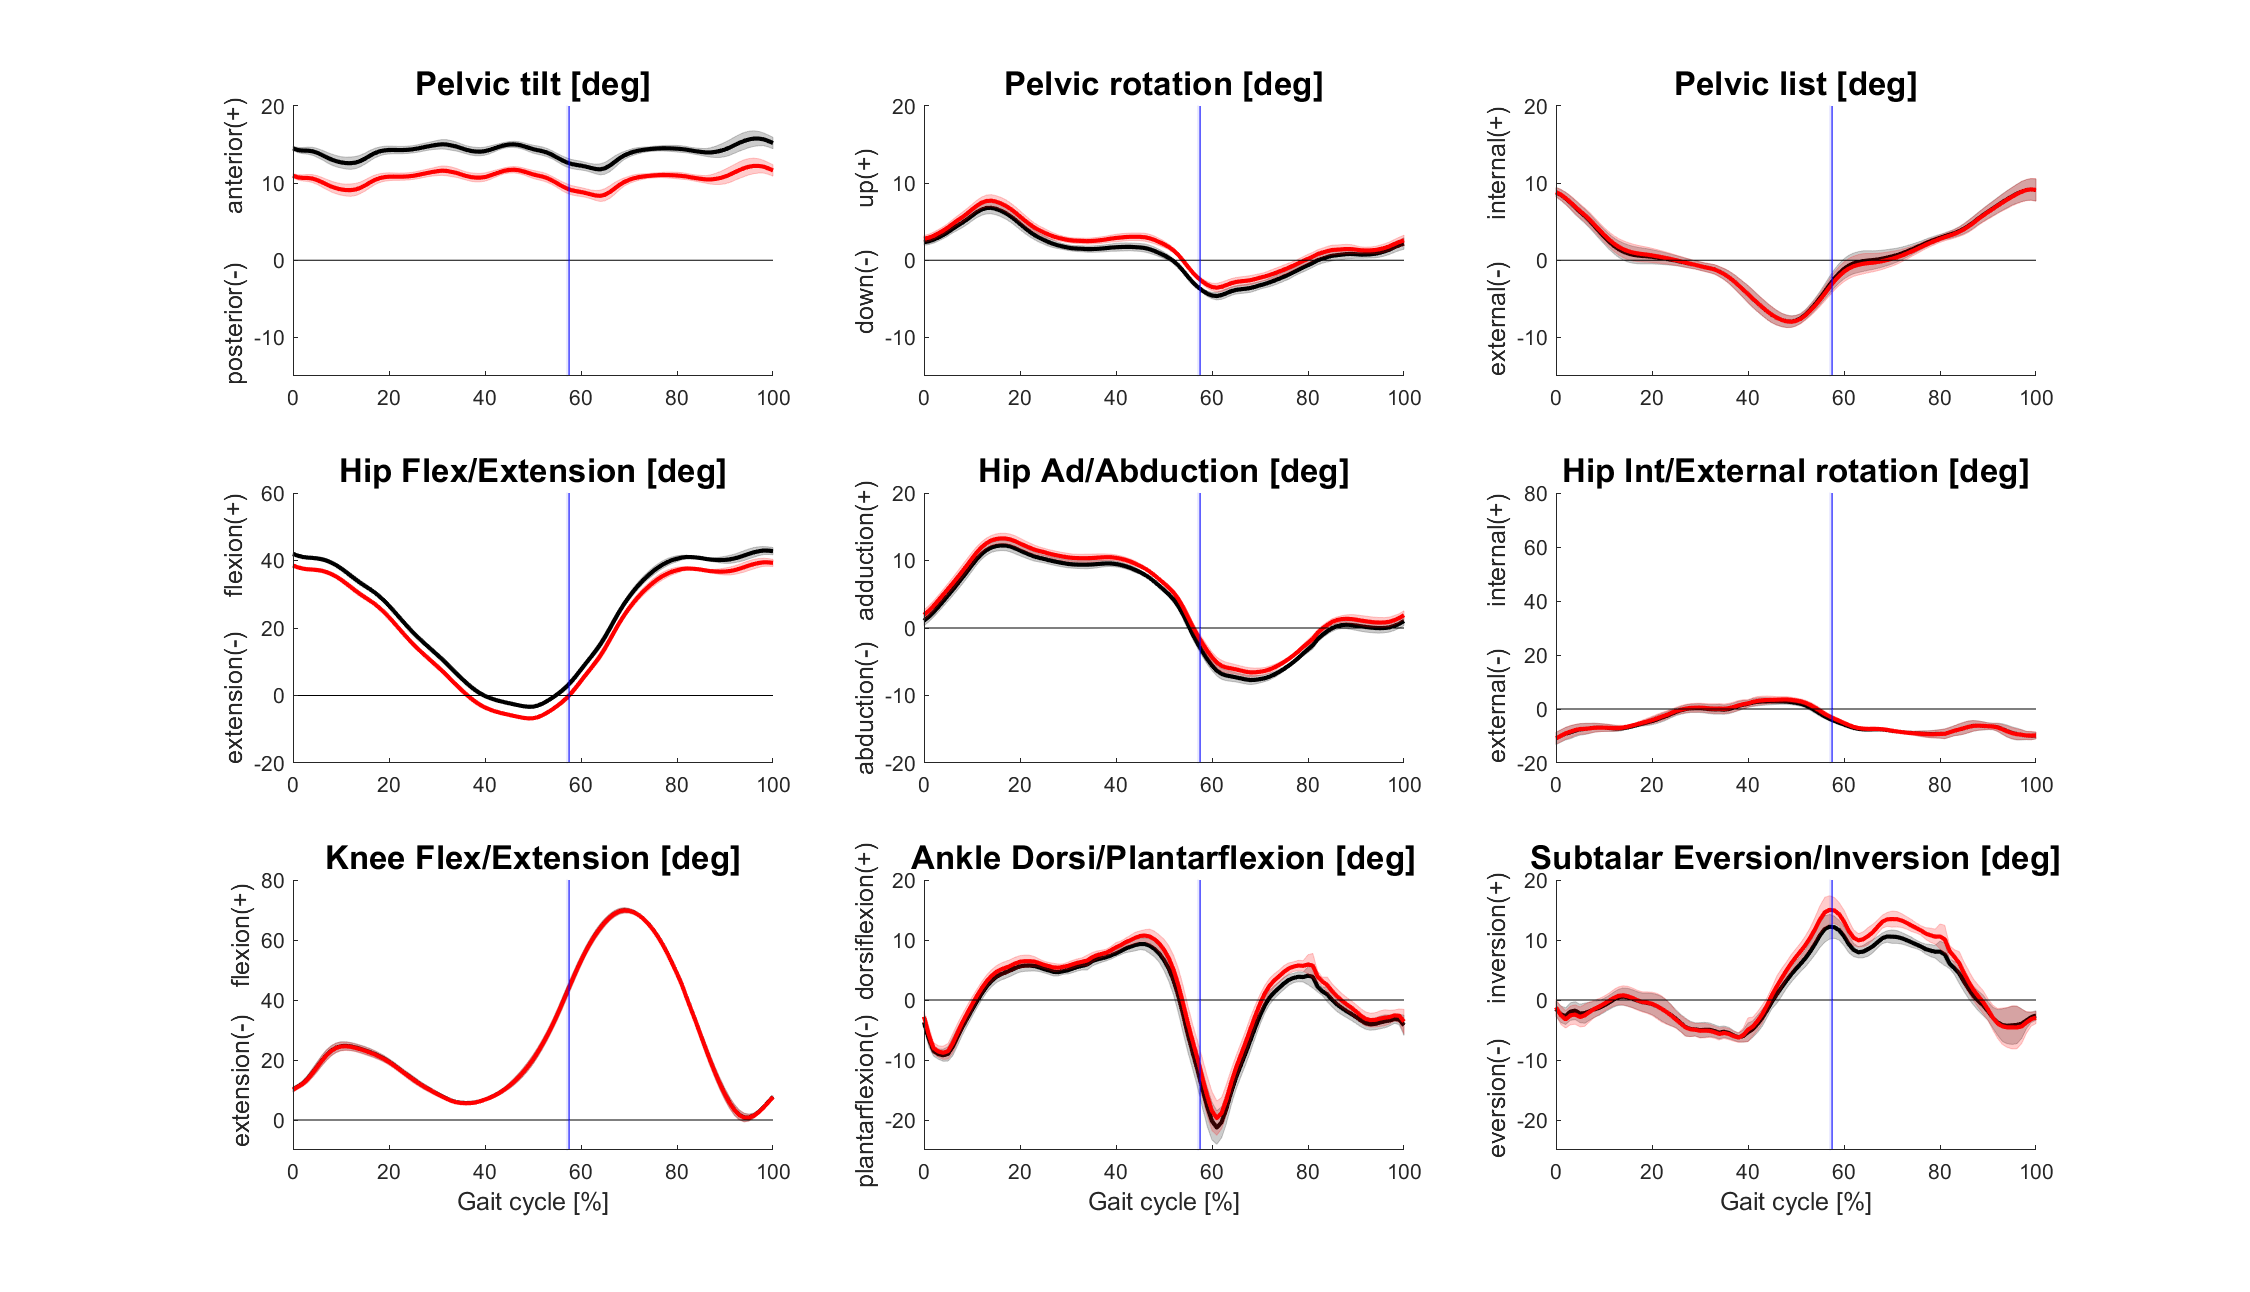 Pelvic tilt [deg]
Pelvic rotation [deg]
Pelvic list [deg]
posterior(-) anterior(+)
20
10
0
-10
0 20 40 60 80 100
down(-) up(+)
20
10
0
-10
0 20 40 60 80 100
external(-) internal(+)
20
10
0
-10
0 20 40 60 80 100
Hip Flex/Extension [deg]
Hip Ad/Abduction [deg]
Hip Int/External rotation [deg]
extension(-) flexion(+)
60
40
20
0
-20
0 20 40 60 80 100
abduction(-) adduction(+)
20
10
0
-10
-20
0 20 40 60 80 100
external(-) internal(+)
80
60
40
20
0
-20
0 20 40 60 80 100
Knee Flex/Extension [deg]
Ankle Dorsi/Plantarflexion [deg]
Subtalar Eversion/Inversion [deg]
extension(-) flexion(+)
80
60
40
20
0
0 20 40 60 80 100
Gait cycle [%]
plantarflexion(-) dorsiflexion(+)
20
10
0
-10
-20
0 20 40 60 80 100
Gait cycle [%]
eversion(-) inversion(+)
20
10
0
-10
-20
0 20 40 60 80 100
Gait cycle [%]